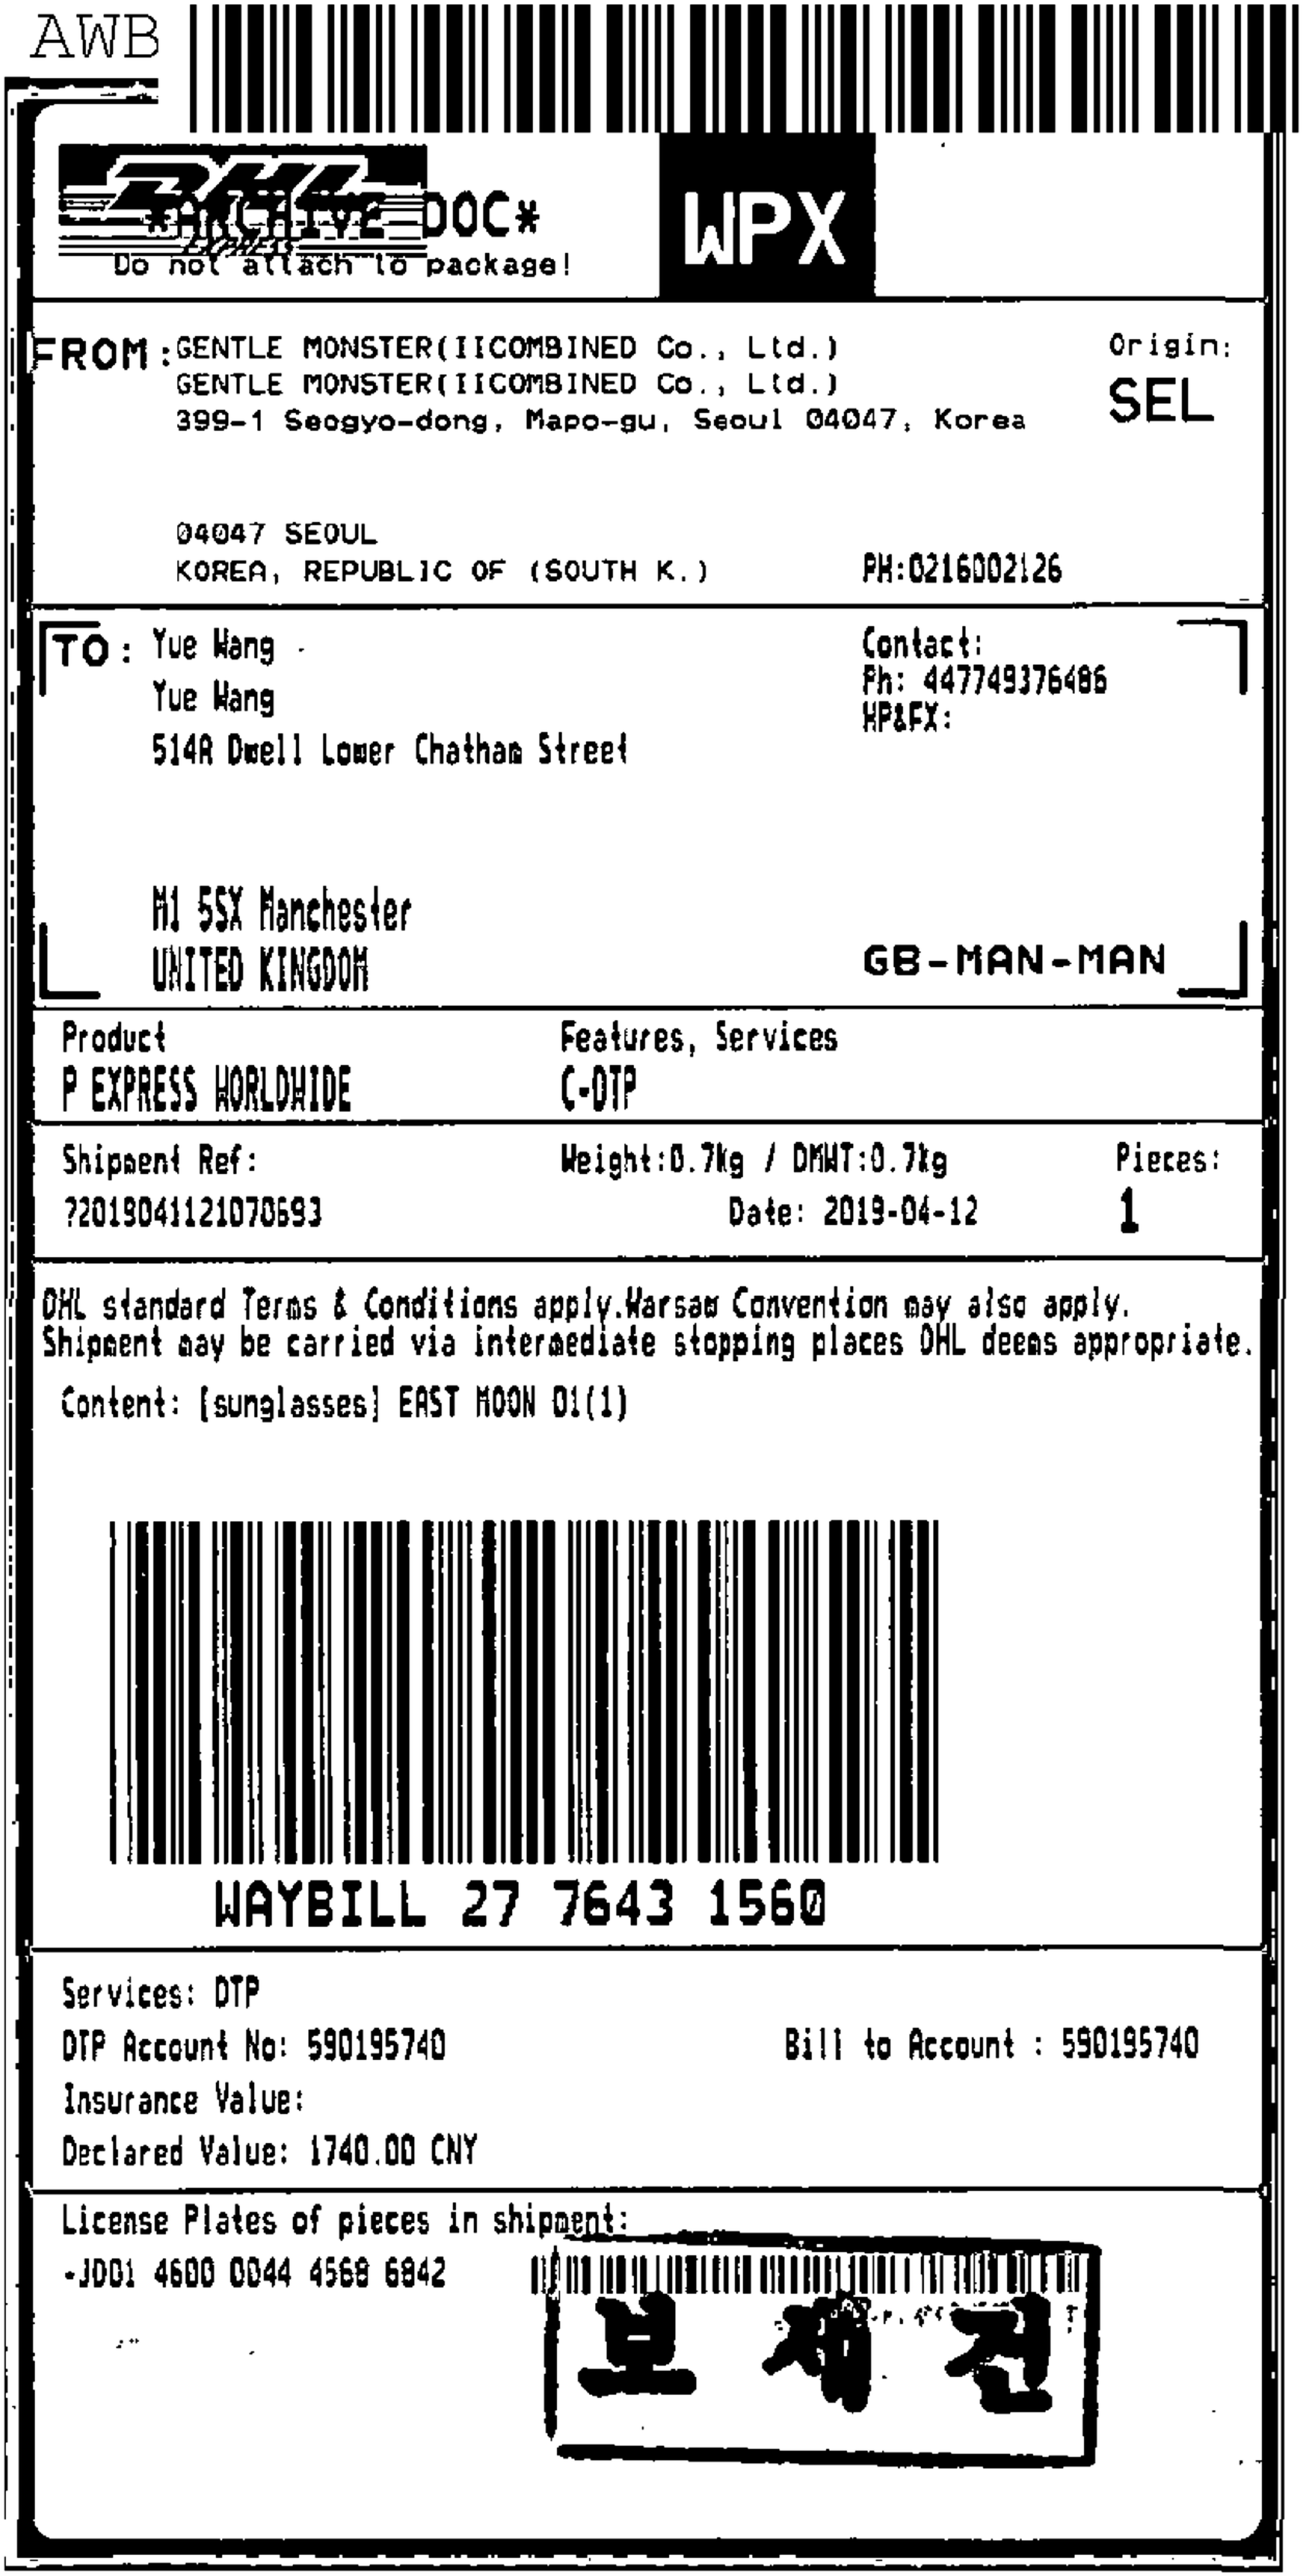 AWB
DHL
EXPRESS
*ARCHIVE DOC*
Do not attach to package!
WPX
FROM : GENTLE MONSTER(IICOMBINED Co., Ltd.)
GENTLE MONSTER(IICOMBINED Co., Ltd.)
399-1 Seogyo-dong, Mapo-gu, Seoul 04047, Korea
Origin:
SEL
04047 SEOUL
KOREA, REPUBLIC OF (SOUTH K.) PH:0216002126
TO : Yue Wang
Yue Wang
514A Dwell Lower Chatham Street
Contact:
Ph: 447749376486
HP&FX:
M1 5SX Manchester
UNITED KINGDOM
GB-MAN-MAN
Product Features, Services
P EXPRESS WORLDWIDE C-DTP
Shipment Ref: Weight:0.7kg / DMWT:0.7kg Pieces:
?2019041121070693 Date: 2019-04-12 1
DHL standard Terms & Conditions apply.Warsaw Convention may also apply.
Shipment may be carried via intermediate stopping places DHL deems appropriate.
Content: [sunglasses] EAST MOON 01(1)
WAYBILL 27 7643 1560
Services: DTP
DTP Account No: 590195740 Bill to Account : 590195740
Insurance Value:
Declared Value: 1740.00 CNY
License Plates of pieces in shipment:
-JD01 4600 0044 4568 6842